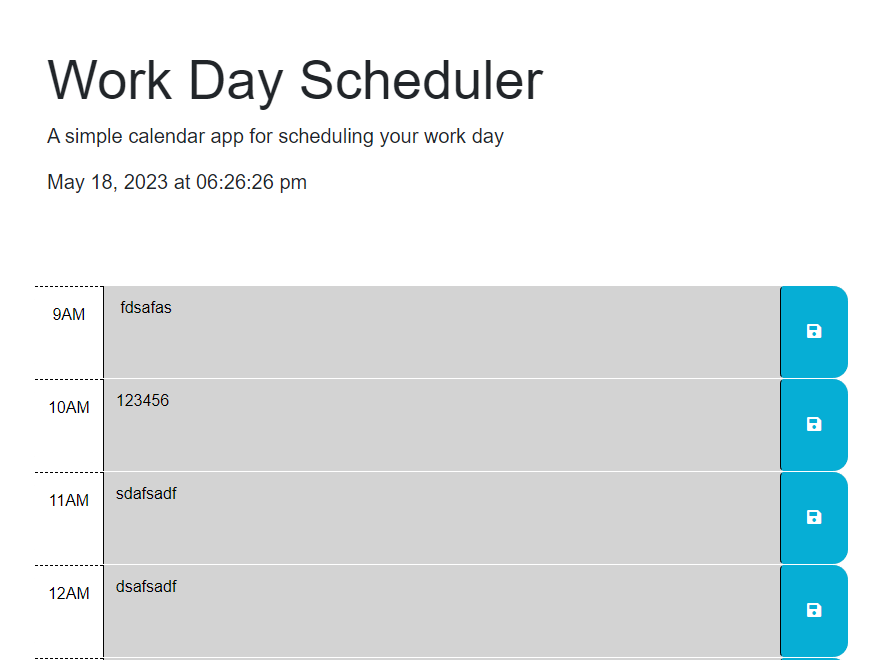 Work Day Scheduler
A simple calendar app for scheduling your work day
May 18, 2023 at 06:26:26 pm
9AM fdsafas
10AM 123456
11AM sdafsadf
12AM dsafsadf